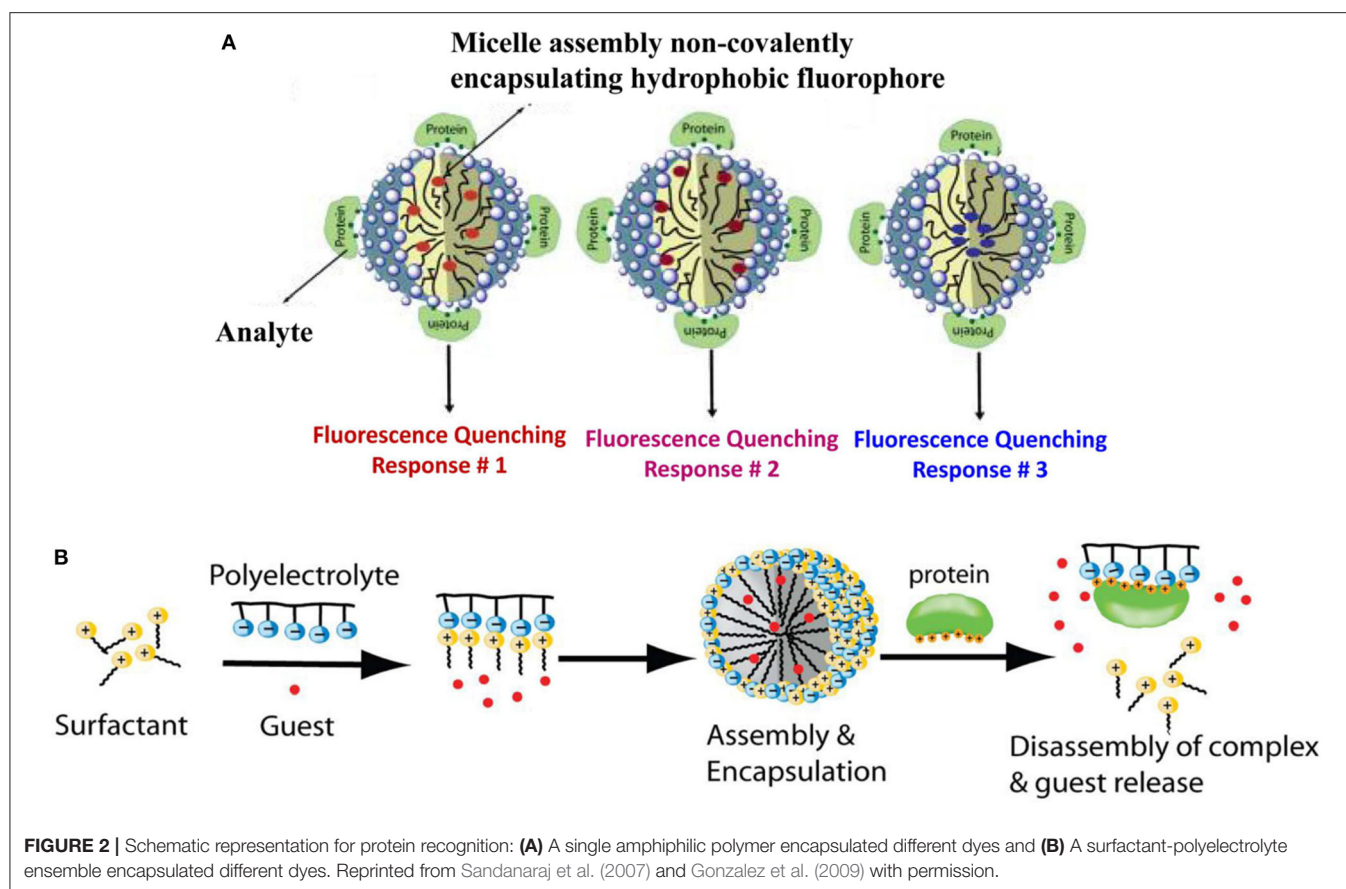 A
Micelle assembly non-covalently
encapsulating hydrophobic fluorophore
Protein
Protein
Protein
Protein
Protein
Protein
Protein
Protein
Protein
Protein
Protein
Protein
Analyte
Fluorescence Quenching
Response # 1
Fluorescence Quenching
Response # 2
Fluorescence Quenching
Response # 3
B
Polyelectrolyte
protein
Surfactant
Guest
Assembly &
Encapsulation
Disassembly of complex
& guest release
FIGURE 2 | Schematic representation for protein recognition: (A) A single amphiphilic polymer encapsulated different dyes and (B) A surfactant-polyelectrolyte
ensemble encapsulated different dyes. Reprinted from Sandanaraj et al. (2007) and Gonzalez et al. (2009) with permission.